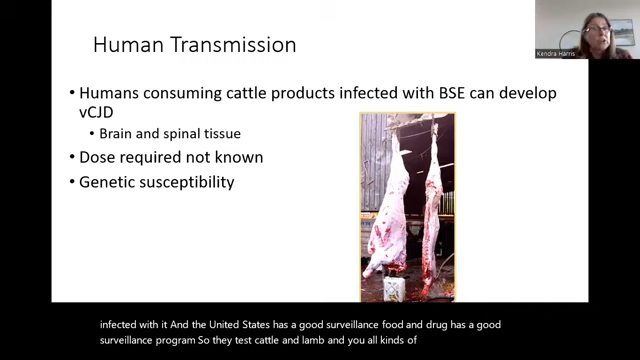 Human Transmission
Kendra Harris
• Humans consuming cattle products infected with BSE can develop
vCJD
• Brain and spinal tissue
• Dose required not known
• Genetic susceptibility
infected with it And the United States has a good surveillance food and drug has a good
surveillance program So they test cattle and lamb and you all kinds of